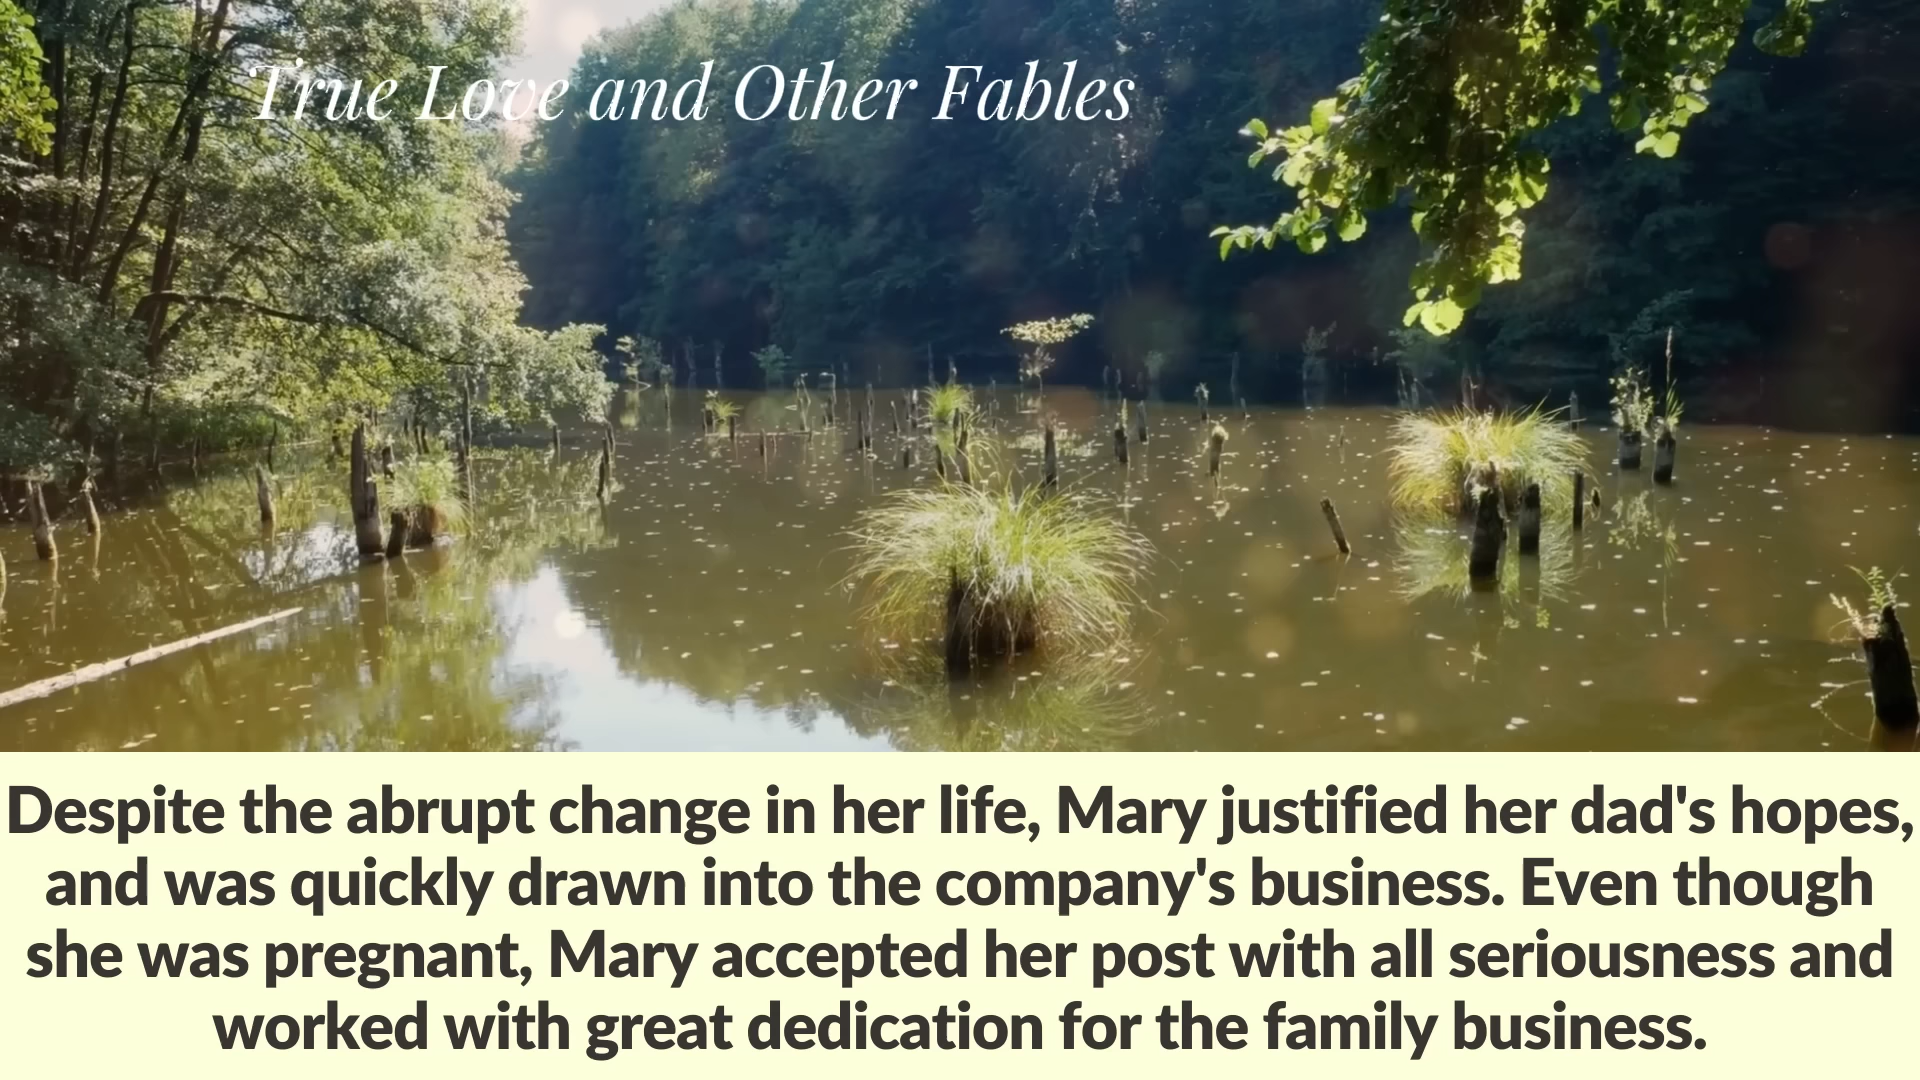 True Love and Other Fables
Despite the abrupt change in her life, Mary justified her dad's hopes,
and was quickly drawn into the company's business. Even though
she was pregnant, Mary accepted her post with all seriousness and
worked with great dedication for the family business.